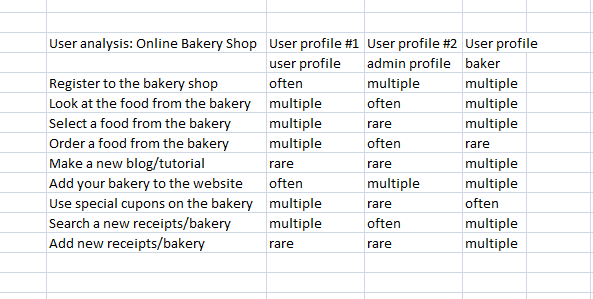 User analysis: Online Bakery Shop User profile #1 User profile #2 User profile
user profile admin profile baker
Register to the bakery shop often multiple multiple
Look at the food from the bakery multiple often multiple
Select a food from the bakery multiple rare multiple
Order a food from the bakery multiple often rare
Make a new blog/tutorial rare rare multiple
Add your bakery to the website often multiple multiple
Use special cupons on the bakery multiple rare often
Search a new receipts/bakery multiple often multiple
Add new receipts/bakery rare rare multiple